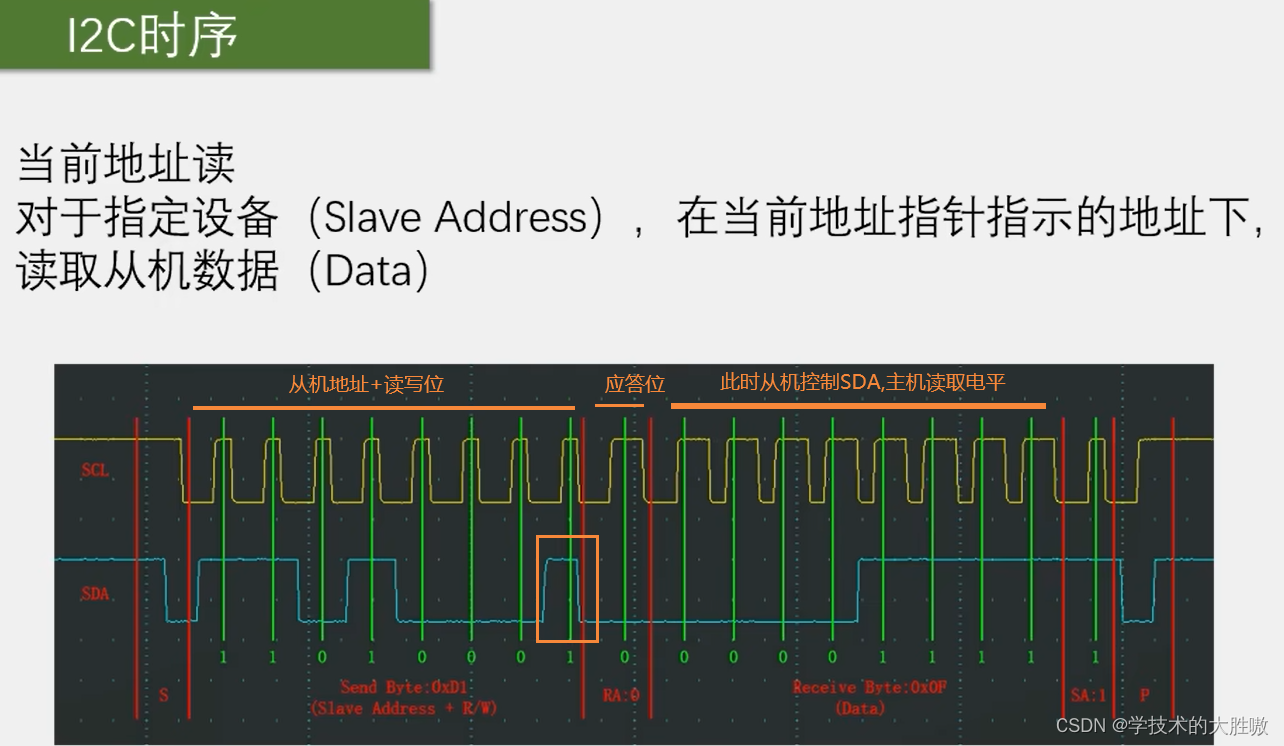 I2C时序
当前地址读
对于指定设备（Slave Address），在当前地址指针指示的地址下，
读取从机数据（Data）
从机地址+读写位 应答位 此时从机控制SDA,主机读取电平
SCL
SDA
1 1 0 1 0 0 0 1 0 0 0 0 0 1 1 1 1 1
S Send Byte:0xD1 RA:0 Receive Byte:0x0F SA:1 P
(Slave Address + R/W) (Data)
CSDN @学技术的大胜嗷